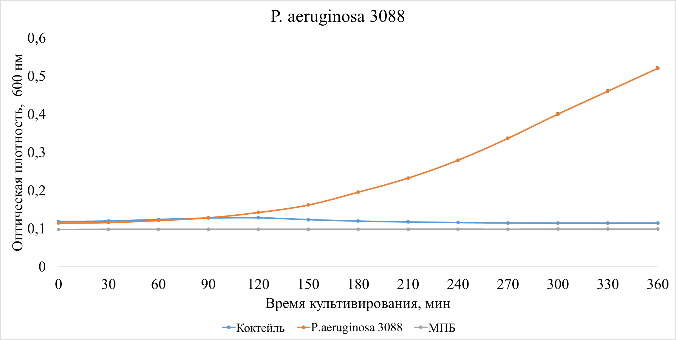 P. aeruginosa 3088
Оптическая плотность, 600 нм
0,6
0,5
0,4
0,3
0,2
0,1
0
0 30 60 90 120 150 180 210 240 270 300 330 360
Время культивирования, мин
Коктейль P.aeruginosa 3088 МПБ